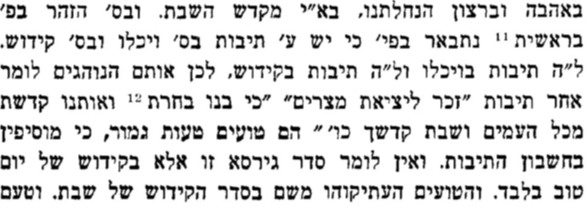 באהבה וברצון הנחלתנו, בא״י מקדש השבת. ובס׳ הזהר בפ׳
בראשית 11 נתבאר בפי׳ כי יש ע׳ תיבות בס׳ ויכלו ובס׳ קידוש.
ל״ה תיבות בויכלו ול״ה תיבות בקידוש, לכן אותם הנוהגים לומר
אחר תיבות ״זכר ליציאת מצרים״ ״כי בנו בחרת 12 ואותנו קדשת
מכל העמים ושבת קדשך כו׳״ הם טועים טעות גמור, כי מוסיפין
בחשבון התיבות. ואין לומר סדר גירסא זו אלא בקידוש של יום
טוב בלבד. והטועים העתיקוהו משם בסדר הקידוש של שבת. וטעם